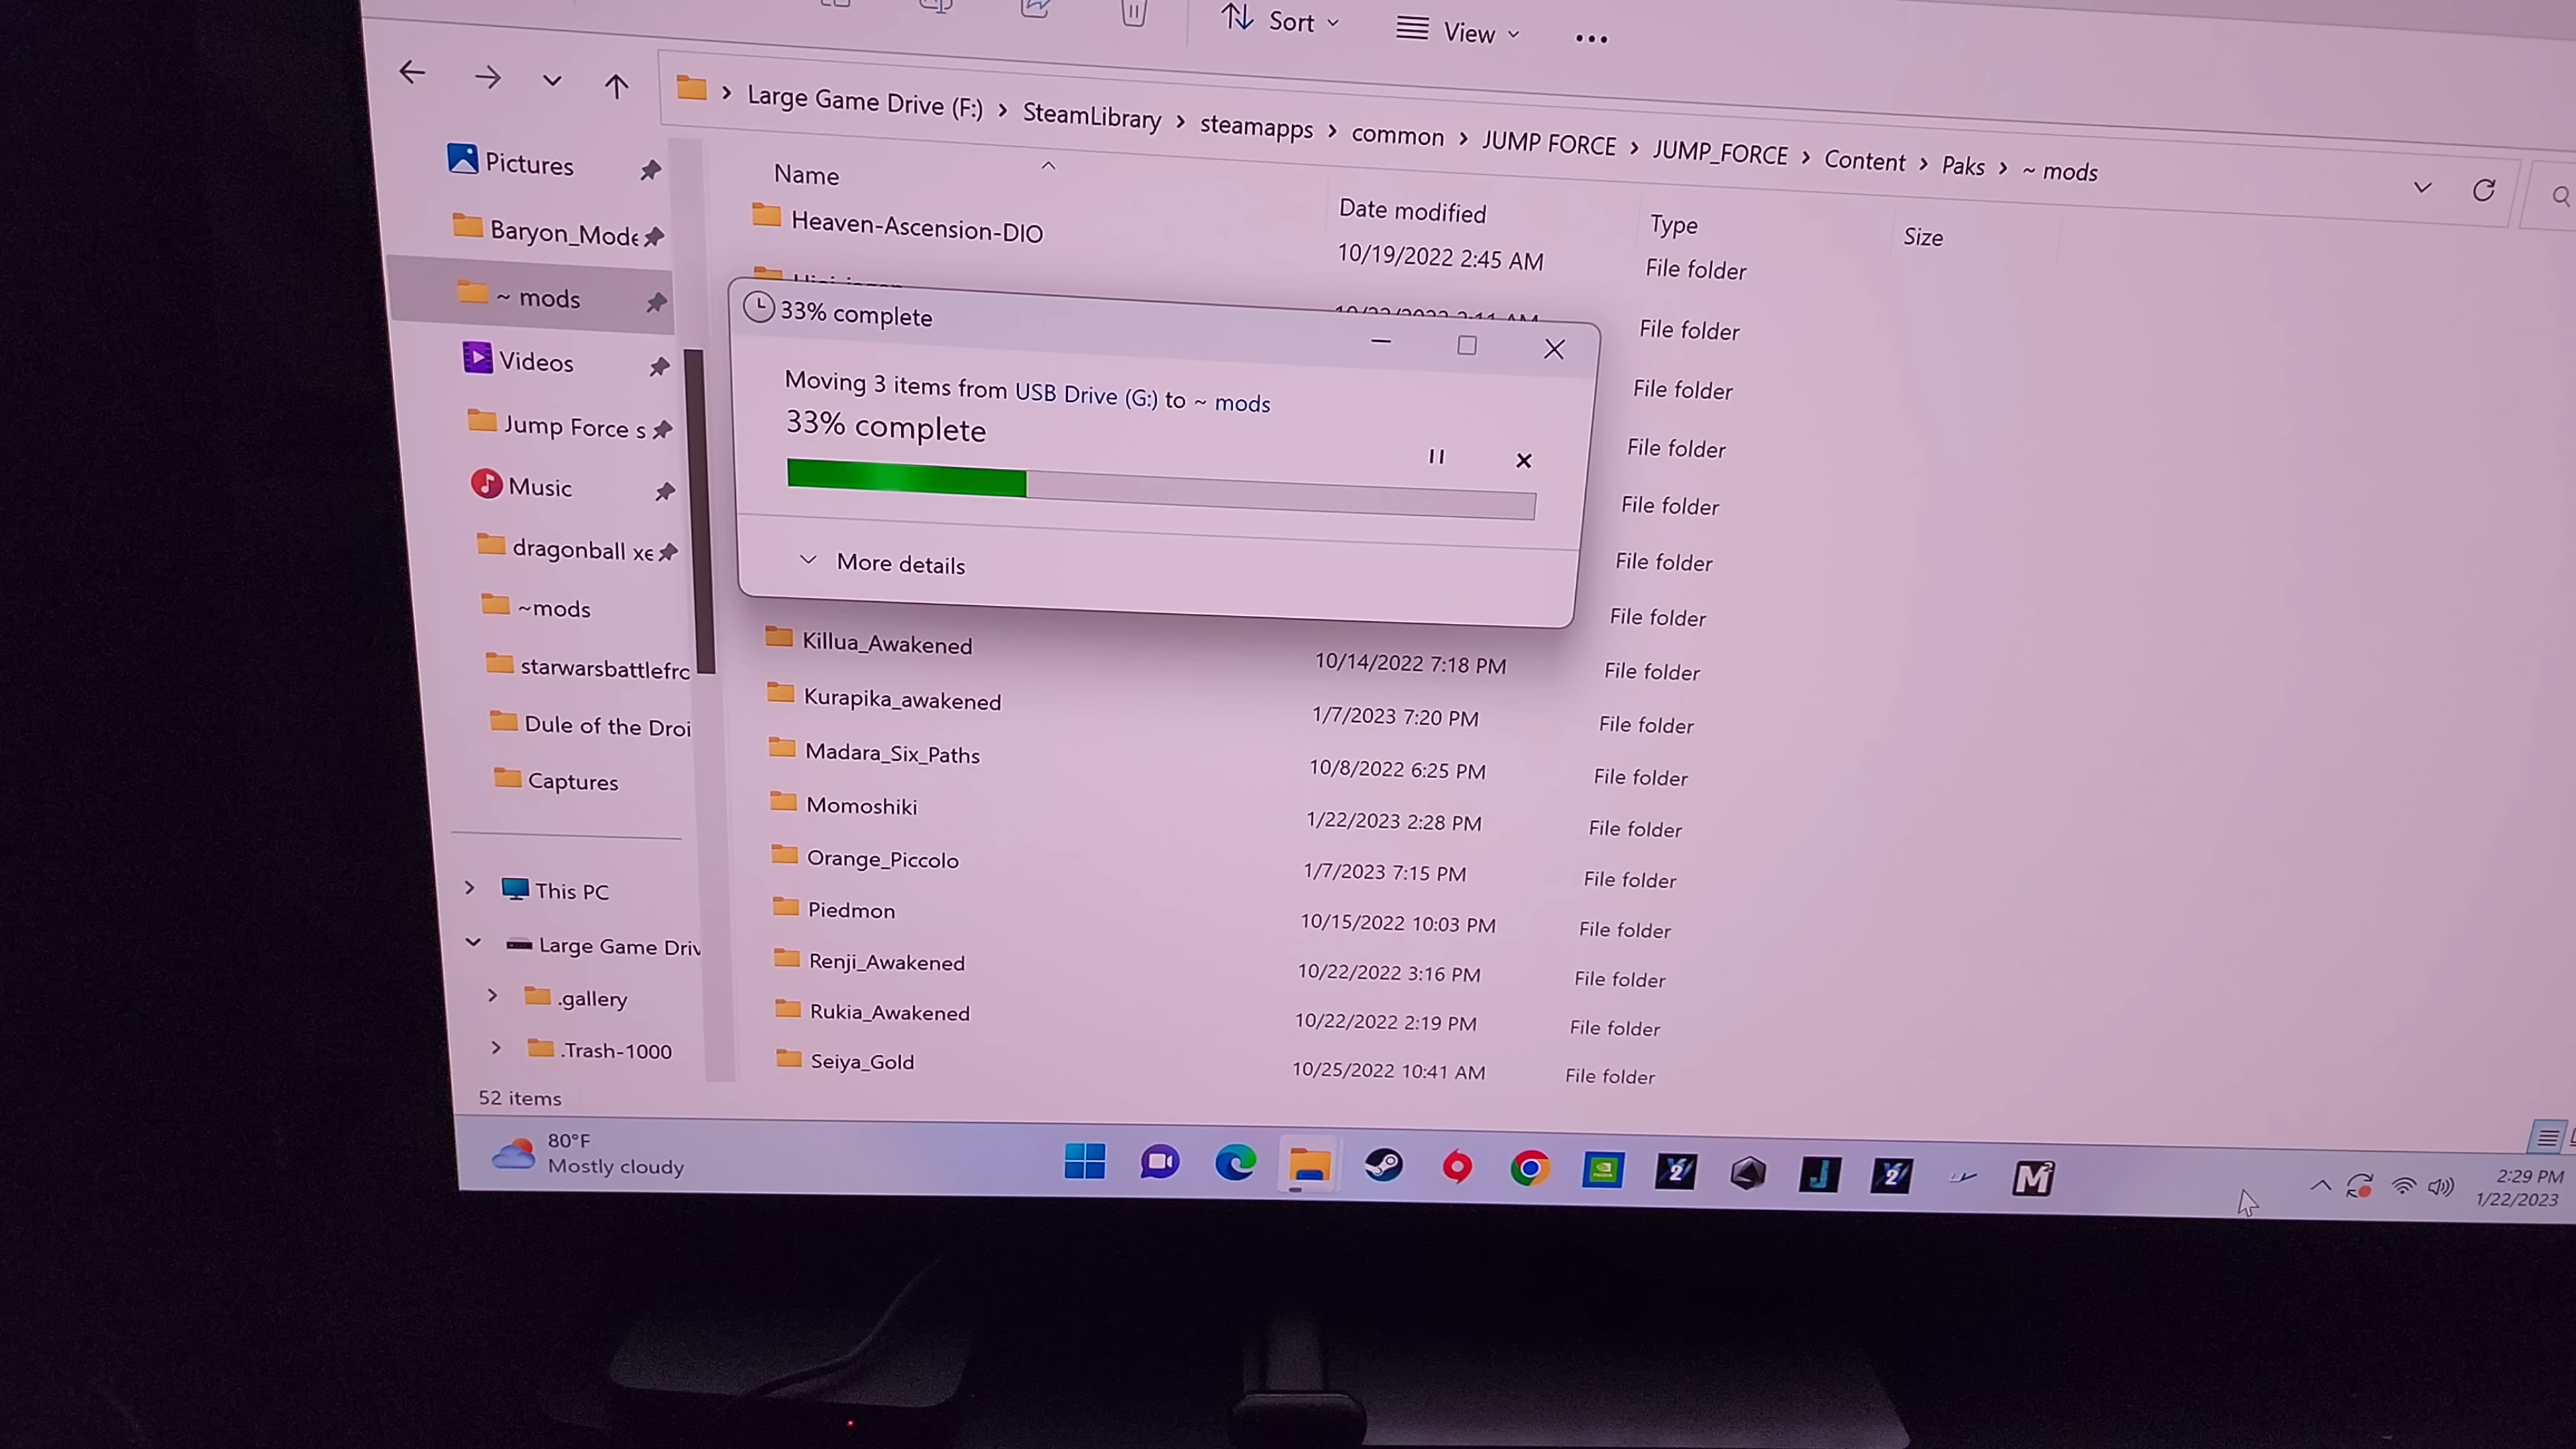 Sort
View
Large Game Drive (F:) > SteamLibrary > steamapps > common > JUMP FORCE > JUMP_FORCE > Content > Paks > ~ mods
Pictures
Baryon_Mode
~ mods
Videos
Jump Force s
Music
dragonball xe
~mods
starwarsbattlefrc
Dule of the Droi
Captures
This PC
Large Game Driv
.gallery
.Trash-1000
52 items
Name
Date modified
Type
Size
Heaven-Ascension-DIO 10/19/2022 2:45 AM File folder
File folder
File folder
File folder
File folder
File folder
File folder
33% complete
Moving 3 items from USB Drive (G:) to ~ mods
33% complete
More details
Killua_Awakened 10/14/2022 7:18 PM File folder
Kurapika_awakened 1/7/2023 7:20 PM File folder
Madara_Six_Paths 10/8/2022 6:25 PM File folder
Momoshiki 1/22/2023 2:28 PM File folder
Orange_Piccolo 1/7/2023 7:15 PM File folder
Piedmon 10/15/2022 10:03 PM File folder
Renji_Awakened 10/22/2022 3:16 PM File folder
Rukia_Awakened 10/22/2022 2:19 PM File folder
Seiya_Gold 10/25/2022 10:41 AM File folder
80°F
Mostly cloudy
2:29 PM
1/22/2023